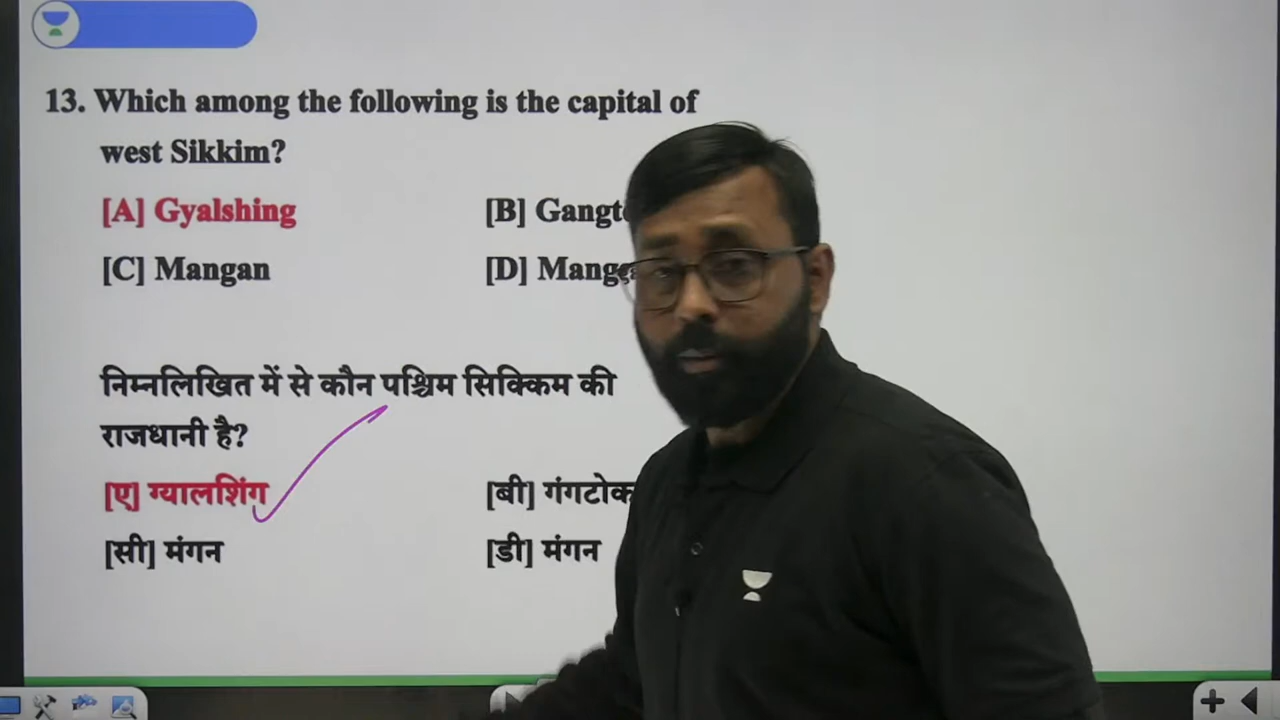 13. Which among the following is the capital of
west Sikkim?
[A] Gyalshing [B]
[C] Mangan [D]
निम्नलिखित में से कौन पश्चिम सिक्किम की
राजधानी है?
[ए] ग्यालशिंग [बी] गंगटोक
[सी] मंगन [डी] मंगन